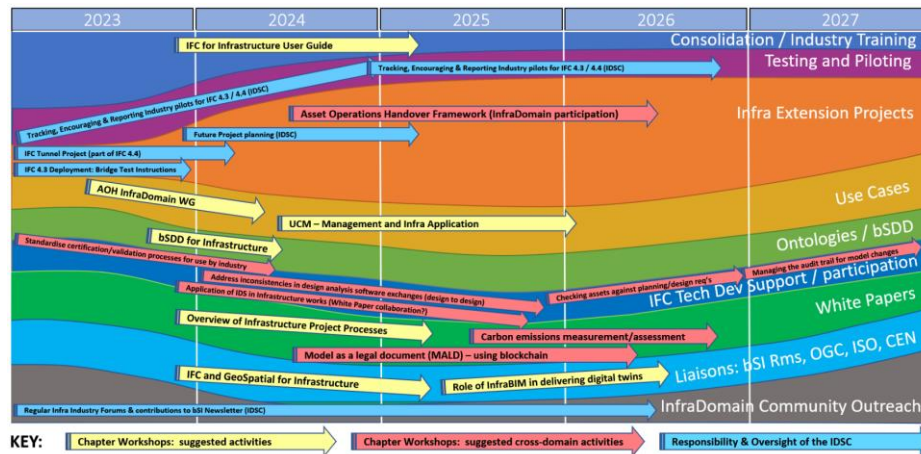 2023 2024 2025 2026 2027
IFC for Infrastructure User Guide
Consolidation / Industry Training
Testing and Piloting
Tracking, Encouraging & Reporting Industry pilots for IFC 4.3 / 4.4 (IDSC)
Tracking, Encouraging & Reporting Industry pilots for IFC 4.3 / 4.4 (IDSC)
Infra Extension Projects
Asset Operations Handover Framework (InfraDomain participation)
Future Project planning (IDSC)
IFC Tunnel Project (part of IFC 4.4)
IFC 4.3 Deployment: Bridge Test Instructions
AOH InfraDomain WG
Use Cases
UCM – Management and Infra Application
bSDD for Infrastructure
Ontologies / bSDD
Standardise certification/validation processes for use by industry
Managing the audit trail for model changes
Address inconsistencies in design analysis software exchanges (design to design)
Checking assets against planning/design req's
Application of IDS in Infrastructure works (White Paper collaboration?)
IFC Tech Dev Support / participation
White Papers
Overview of Infrastructure Project Processes
Carbon emissions measurement/assessment
Model as a legal document (MALD) – using blockchain
Liaisons: bSI Rms, OGC, ISO, CEN
IFC and GeoSpatial for Infrastructure
Role of InfraBIM in delivering digital twins
Regular Infra Industry Forums & contributions to bSI Newsletter (IDSC)
InfraDomain Community Outreach
KEY:
Chapter Workshops: suggested activities
Chapter Workshops: suggested cross-domain activities
Responsibility & Oversight of the IDSC